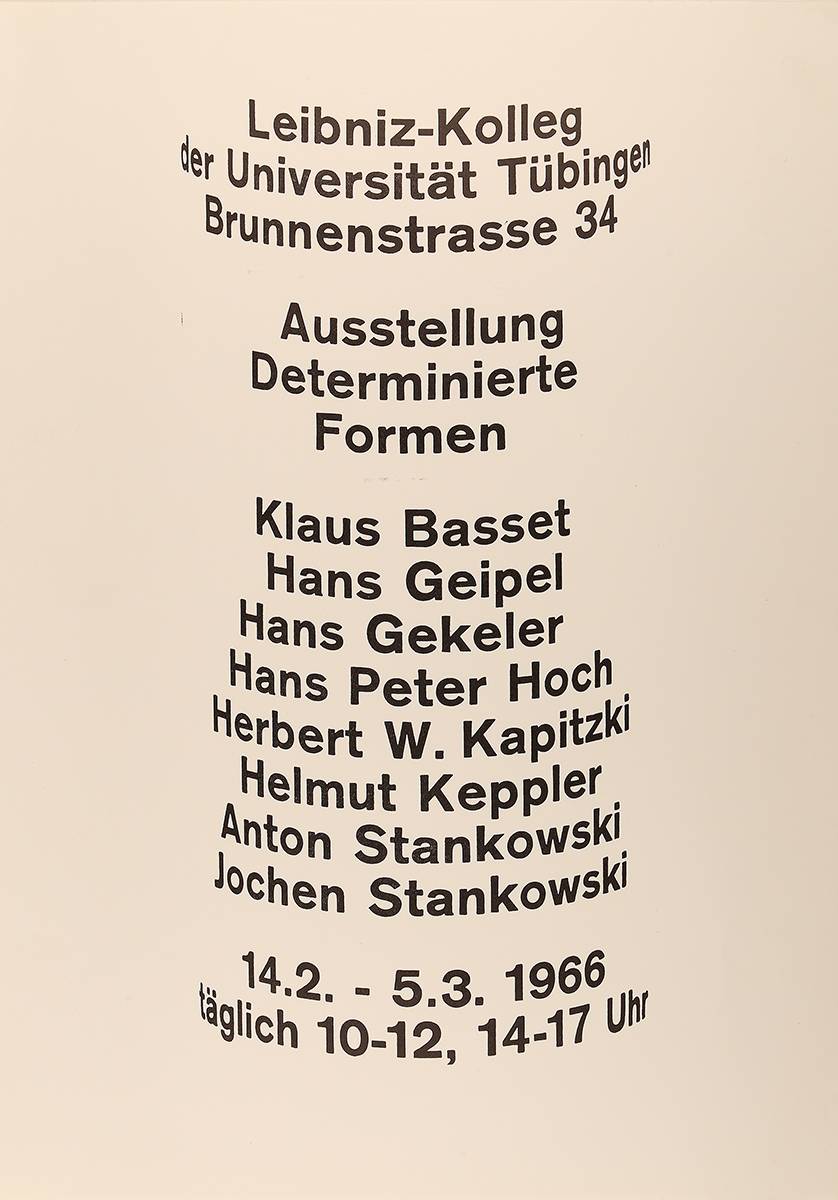 Leibniz-Kolleg
der Universität Tübingen
Brunnenstrasse 34
Ausstellung
Determinierte
Formen
Klaus Basset
Hans Geipel
Hans Gekeler
Hans Peter Hoch
Herbert W. Kapitzki
Helmut Keppler
Anton Stankowski
Jochen Stankowski
14.2. - 5.3. 1966
täglich 10-12, 14-17 Uhr